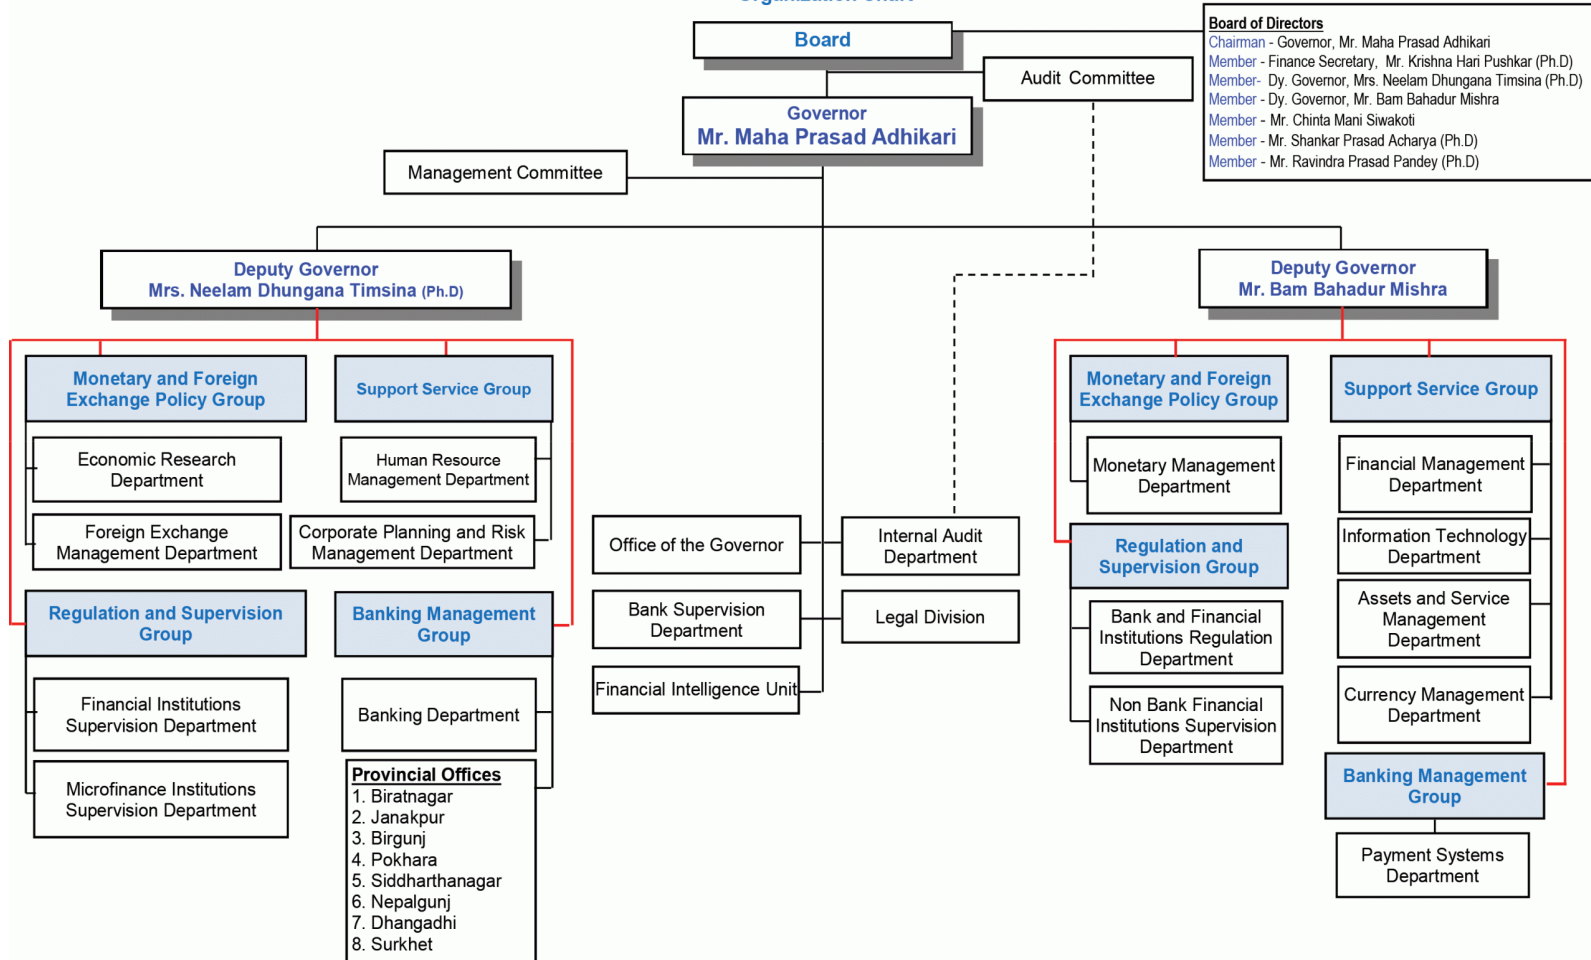 Organization Chart
Board
Board of Directors
Chairman - Governor, Mr. Maha Prasad Adhikari
Member - Finance Secretary, Mr. Krishna Hari Pushkar (Ph.D)
Member- Dy. Governor, Mrs. Neelam Dhungana Timsina (Ph.D)
Member - Dy. Governor, Mr. Bam Bahadur Mishra
Member - Mr. Chinta Mani Siwakoti
Member - Mr. Shankar Prasad Acharya (Ph.D)
Member - Mr. Ravindra Prasad Pandey (Ph.D)
Audit Committee
Governor
Mr. Maha Prasad Adhikari
Management Committee
Deputy Governor
Mrs. Neelam Dhungana Timsina (Ph.D)
Deputy Governor
Mr. Bam Bahadur Mishra
Monetary and Foreign
Exchange Policy Group
Economic Research
Department
Foreign Exchange
Management Department
Support Service Group
Human Resource
Management Department
Corporate Planning and Risk
Management Department
Regulation and Supervision
Group
Financial Institutions
Supervision Department
Microfinance Institutions
Supervision Department
Banking Management
Group
Banking Department
Provincial Offices
1. Biratnagar
2. Janakpur
3. Birgunj
4. Pokhara
5. Siddharthanagar
6. Nepalgunj
7. Dhangadhi
8. Surkhet
Office of the Governor
Internal Audit
Department
Bank Supervision
Department
Legal Division
Financial Intelligence Unit
Monetary and Foreign
Exchange Policy Group
Monetary Management
Department
Regulation and
Supervision Group
Bank and Financial
Institutions Regulation
Department
Non Bank Financial
Institutions Supervision
Department
Support Service Group
Financial Management
Department
Information Technology
Department
Assets and Service
Management
Department
Currency Management
Department
Banking Management
Group
Payment Systems
Department